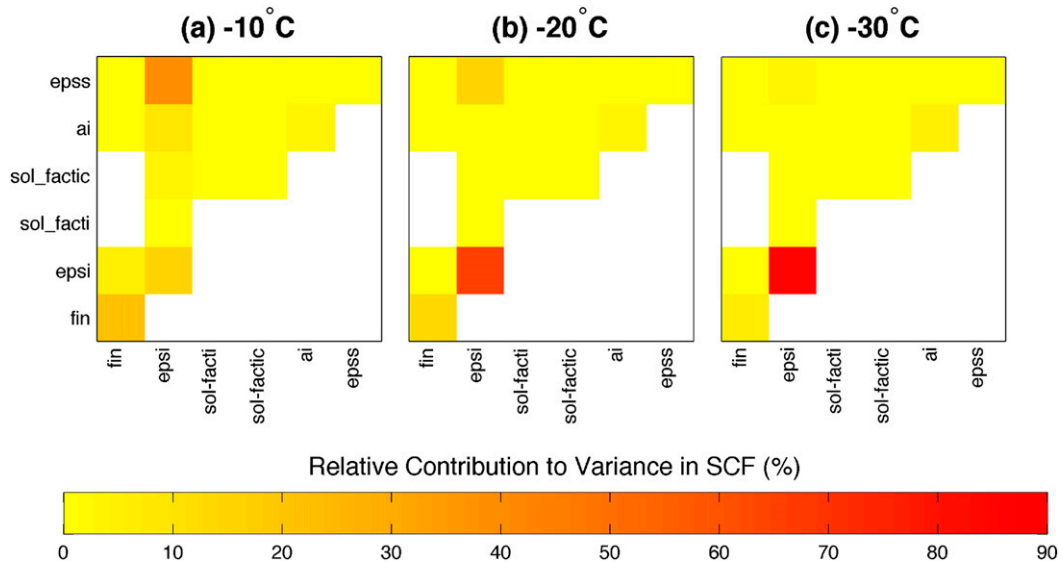 (a) -10°C
(b) -20°C
(c) -30°C
epss
ai
sol_factic
sol_facti
epsi
fin
fin
epsi
sol-facti
sol-factic
ai
epss
fin
epsi
sol-facti
sol-factic
ai
epss
fin
epsi
sol-facti
sol-factic
ai
epss
Relative Contribution to Variance in SCF (%)
0 10 20 30 40 50 60 70 80 90